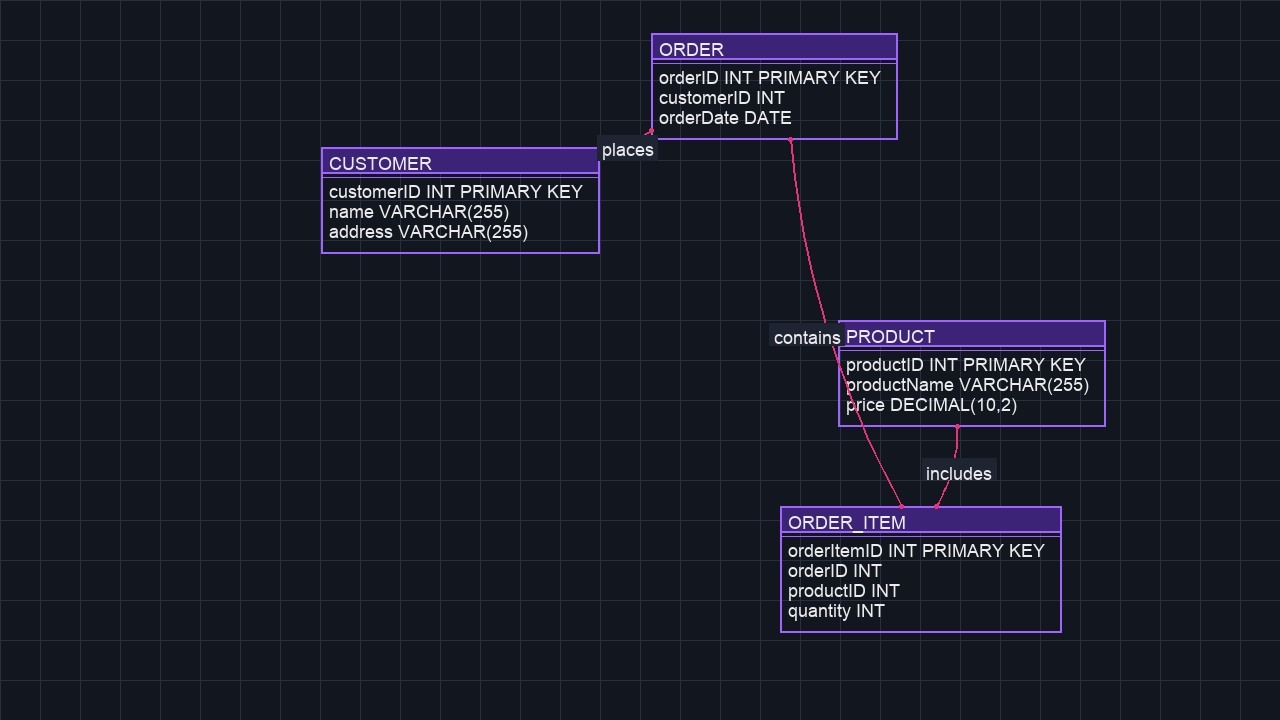 ORDER
orderID INT PRIMARY KEY
customerID INT
orderDate DATE
places
CUSTOMER
customerID INT PRIMARY KEY
name VARCHAR(255)
address VARCHAR(255)
contains
PRODUCT
productID INT PRIMARY KEY
productName VARCHAR(255)
price DECIMAL(10,2)
includes
ORDER_ITEM
orderItemID INT PRIMARY KEY
orderID INT
productID INT
quantity INT